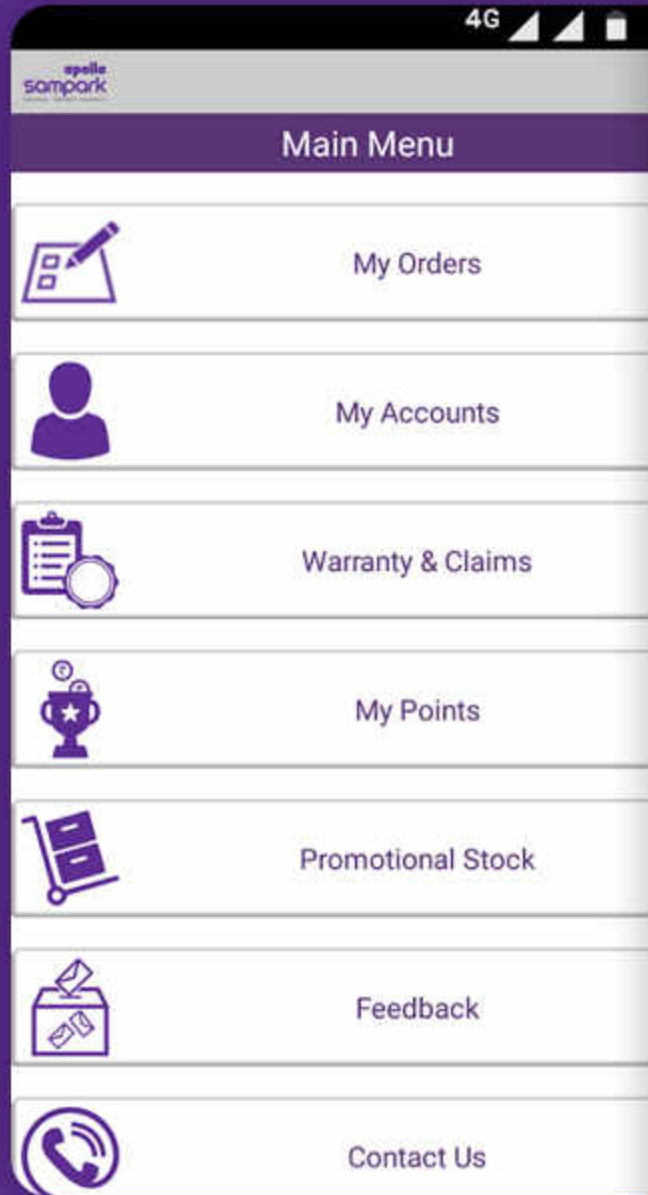 4G
apollo
sampark
Main Menu
My Orders
My Accounts
Warranty & Claims
My Points
Promotional Stock
Feedback
Contact Us